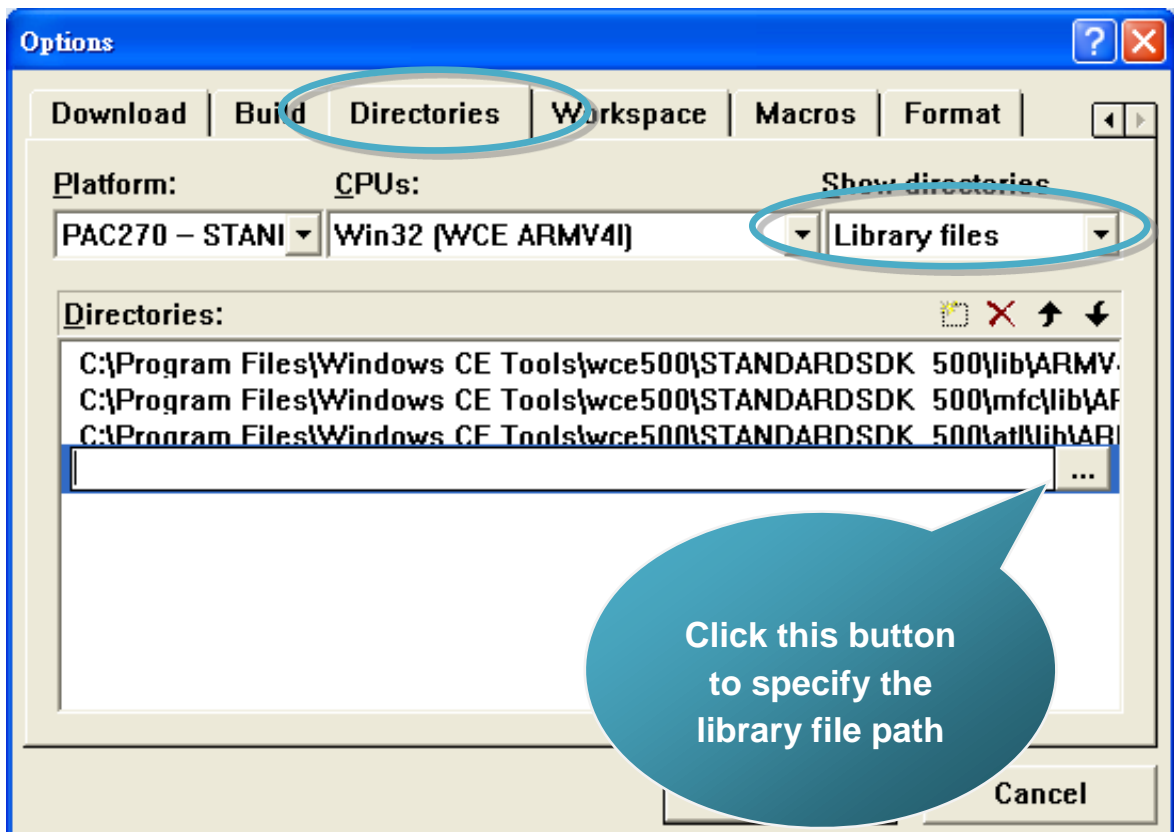 Options
Download Build Directories Workspace Macros Format
Platform: CPUs: Show directories
PAC270 – STANI Win32 (WCE ARMV4I) Library files
Directories:
C:\Program Files\Windows CE Tools\wce500\STANDARDSDK_500\lib\ARMV
C:\Program Files\Windows CE Tools\wce500\STANDARDSDK_500\mfc\lib\AR
C:\Program Files\Windows CE Tools\wce500\STANDARDSDK_500\atl\lib\ARI
...
Click this button
to specify the
library file path
Cancel